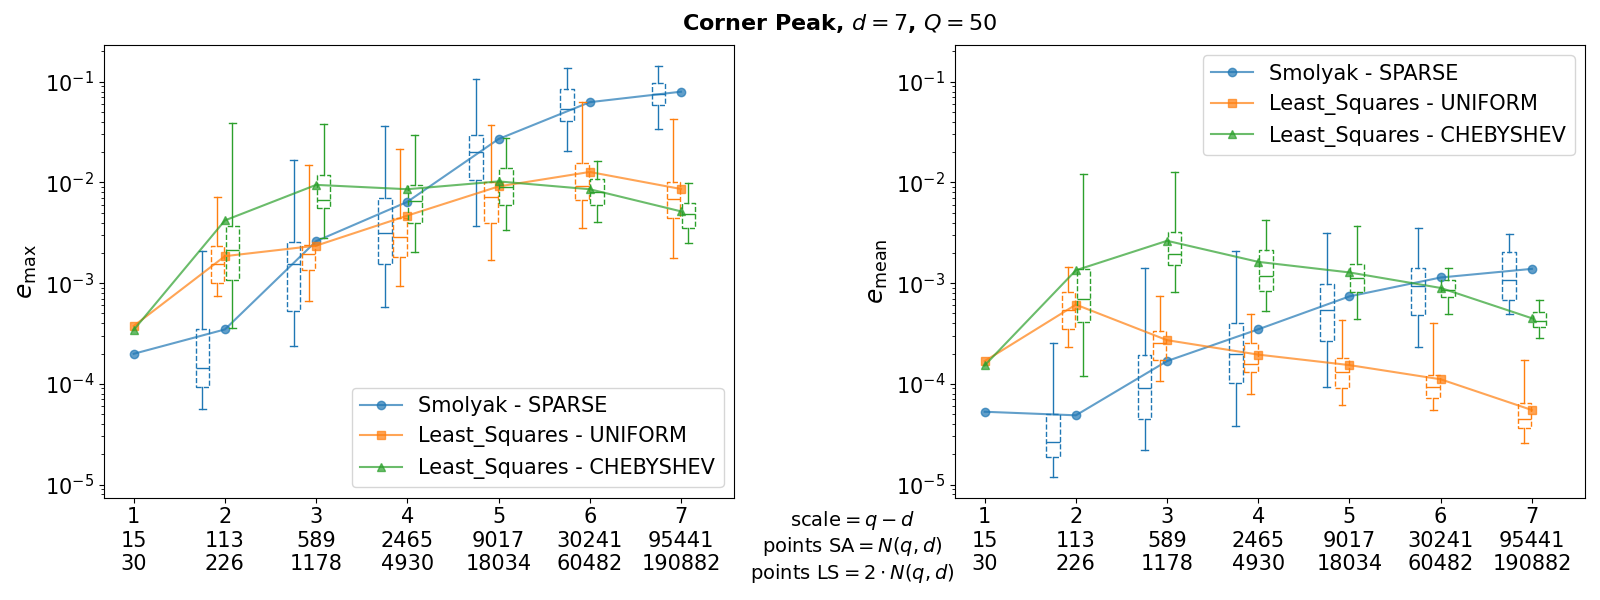 Corner Peak, d = 7, Q = 50
10⁻¹
10⁻²
10⁻³
10⁻⁴
10⁻⁵
e_max
Smolyak - SPARSE
Least_Squares - UNIFORM
Least_Squares - CHEBYSHEV
1 2 3 4 5 6 7
15 113 589 2465 9017 30241 95441
30 226 1178 4930 18034 60482 190882
scale = q − d
points SA = N(q, d)
points LS = 2 · N(q, d)
10⁻¹
10⁻²
10⁻³
10⁻⁴
10⁻⁵
e_mean
Smolyak - SPARSE
Least_Squares - UNIFORM
Least_Squares - CHEBYSHEV
1 2 3 4 5 6 7
15 113 589 2465 9017 30241 95441
30 226 1178 4930 18034 60482 190882